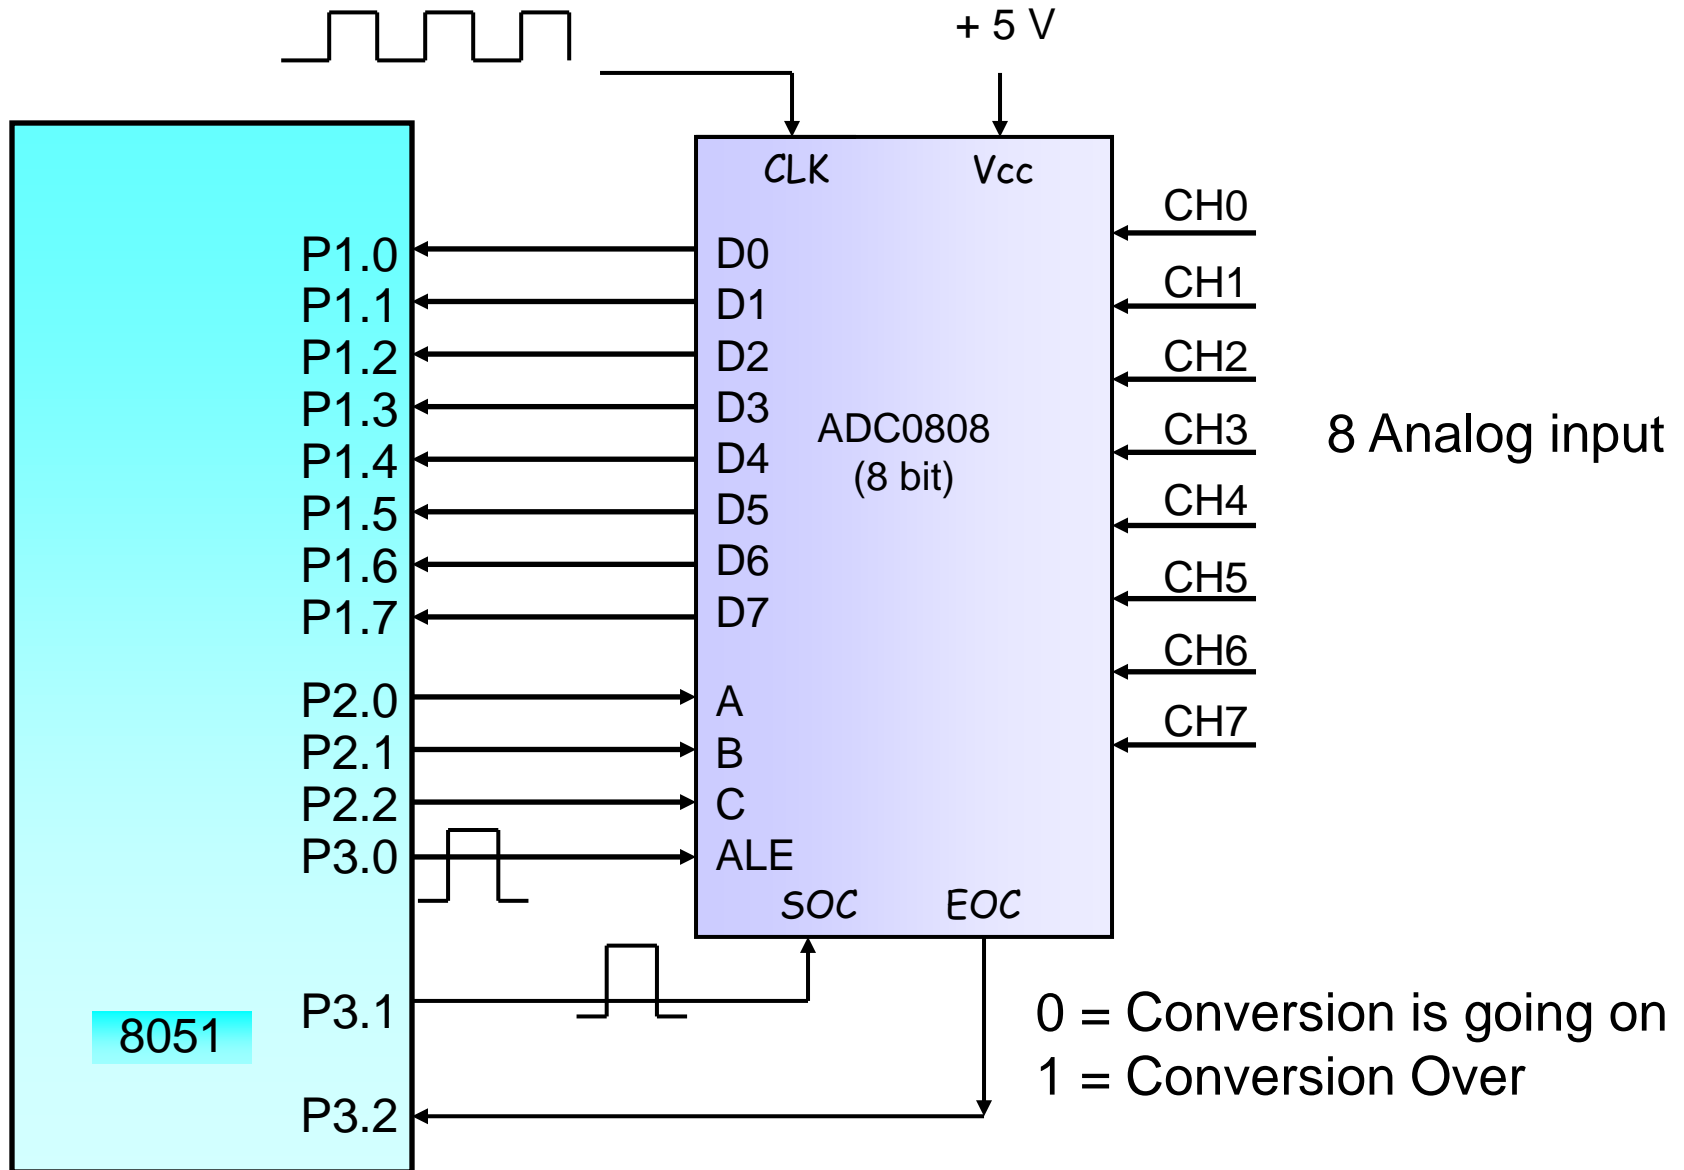 + 5 V
CLK
Vcc
P1.0
P1.1
P1.2
P1.3
P1.4
P1.5
P1.6
P1.7
P2.0
P2.1
P2.2
P3.0
P3.1
P3.2
8051
D0
D1
D2
D3
D4
D5
D6
D7
A
B
C
ALE
SOC
EOC
ADC0808
(8 bit)
CH0
CH1
CH2
CH3
CH4
CH5
CH6
CH7
8 Analog input
0 = Conversion is going on
1 = Conversion Over